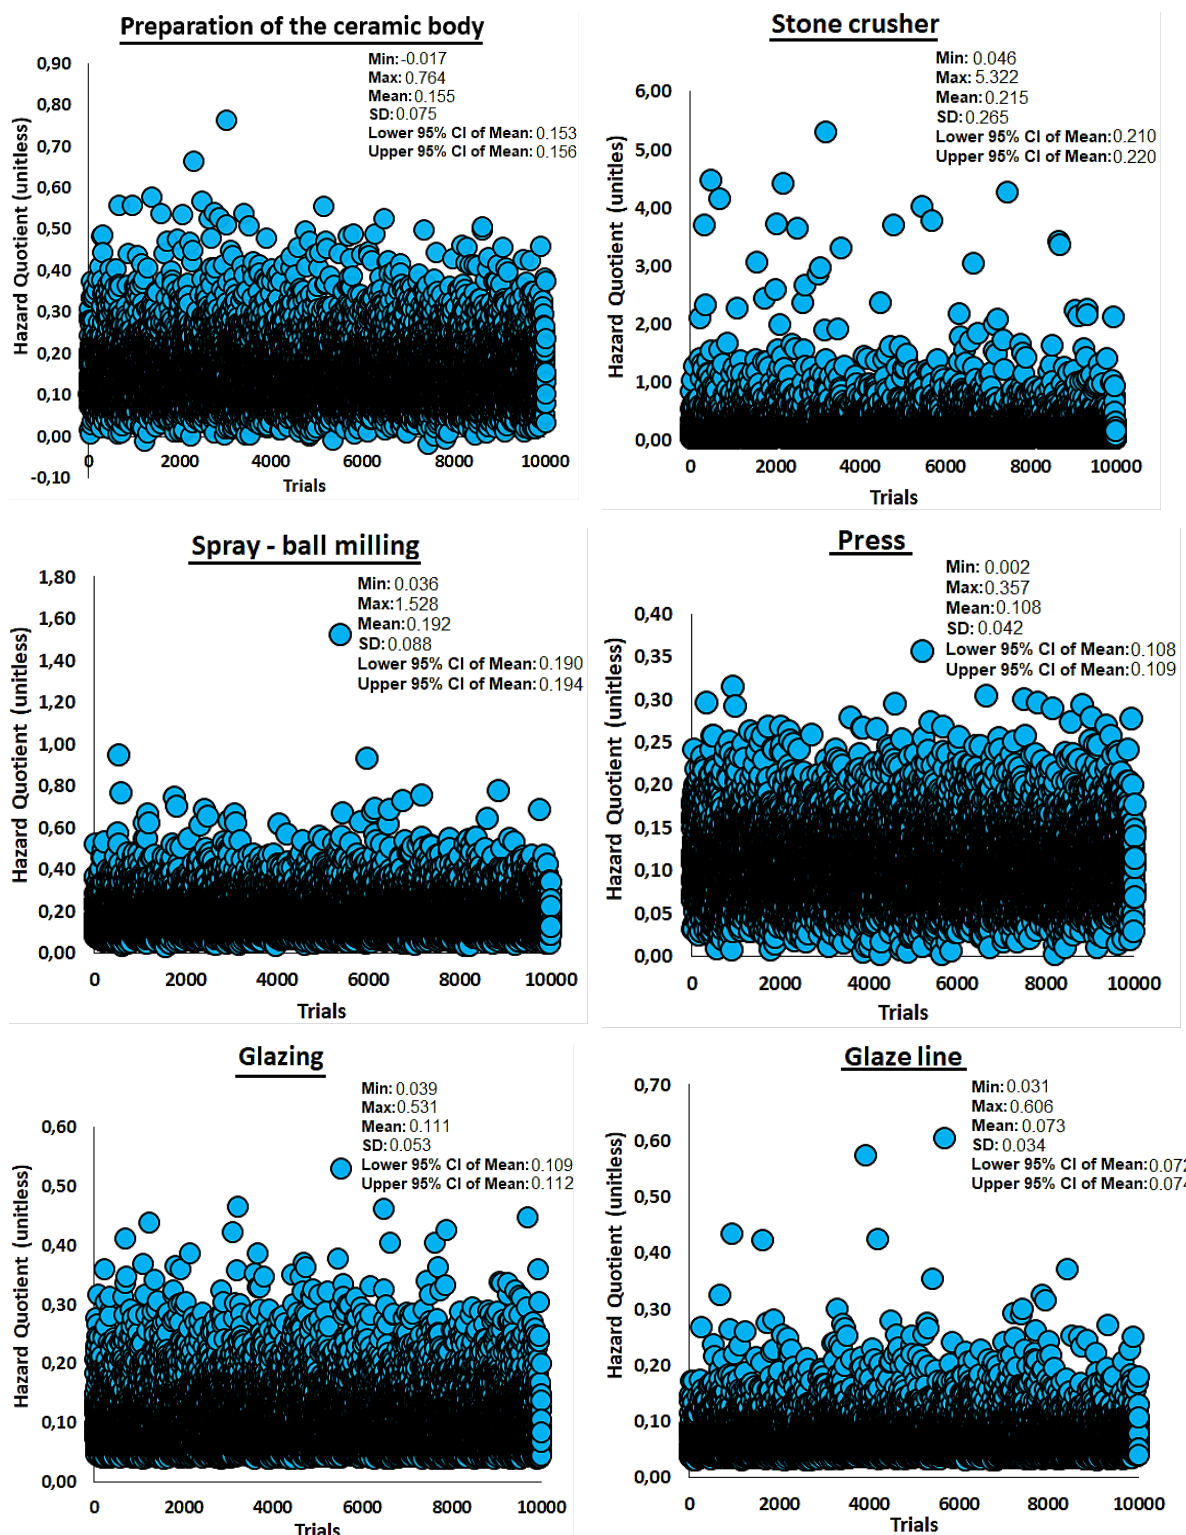 Preparation of the ceramic body
Min:-0.017
Max:0.764
Mean:0.155
SD:0.075
Lower 95% CI of Mean:0.153
Upper 95% CI of Mean:0.156
Hazard Quotient (unitless)
0,90
0,80
0,70
0,60
0,50
0,40
0,30
0,20
0,10
0,00
-0,10
0 2000 4000 6000 8000 10000
Trials
Stone crusher
Min: 0.046
Max: 5.322
Mean:0.215
SD:0.265
Lower 95% CI of Mean:0.210
Upper 95% CI of Mean:0.220
Hazard Quotient (unitles)
6,00
5,00
4,00
3,00
2,00
1,00
0,00
0 2000 4000 6000 8000 10000
Trials
Spray - ball milling
Min: 0.036
Max:1.528
Mean:0.192
SD:0.088
Lower 95% CI of Mean:0.190
Upper 95% CI of Mean:0.194
Hazard Quotient (unitless)
1,80
1,60
1,40
1,20
1,00
0,80
0,60
0,40
0,20
0,00
0 2000 4000 6000 8000 10000
Trials
Press
Min: 0.002
Max:0.357
Mean:0.108
SD:0.042
Lower 95% CI of Mean:0.108
Upper 95% CI of Mean:0.109
Hazard Quotient (unitless)
0,40
0,35
0,30
0,25
0,20
0,15
0,10
0,05
0,00
0 2000 4000 6000 8000 10000
Trials
Glazing
Min: 0.039
Max:0.531
Mean:0.111
SD:0.053
Lower 95% CI of Mean:0.109
Upper 95% CI of Mean:0.112
Hazard Quotient (unitless)
0,60
0,50
0,40
0,30
0,20
0,10
0,00
0 2000 4000 6000 8000 10000
Trials
Glaze line
Min:0.031
Max:0.606
Mean:0.073
SD:0.034
Lower 95% CI of Mean:0.072
Upper 95% CI of Mean:0.074
Hazard Quotient (unitless)
0,70
0,60
0,50
0,40
0,30
0,20
0,10
0,00
0 2000 4000 6000 8000 10000
Trials